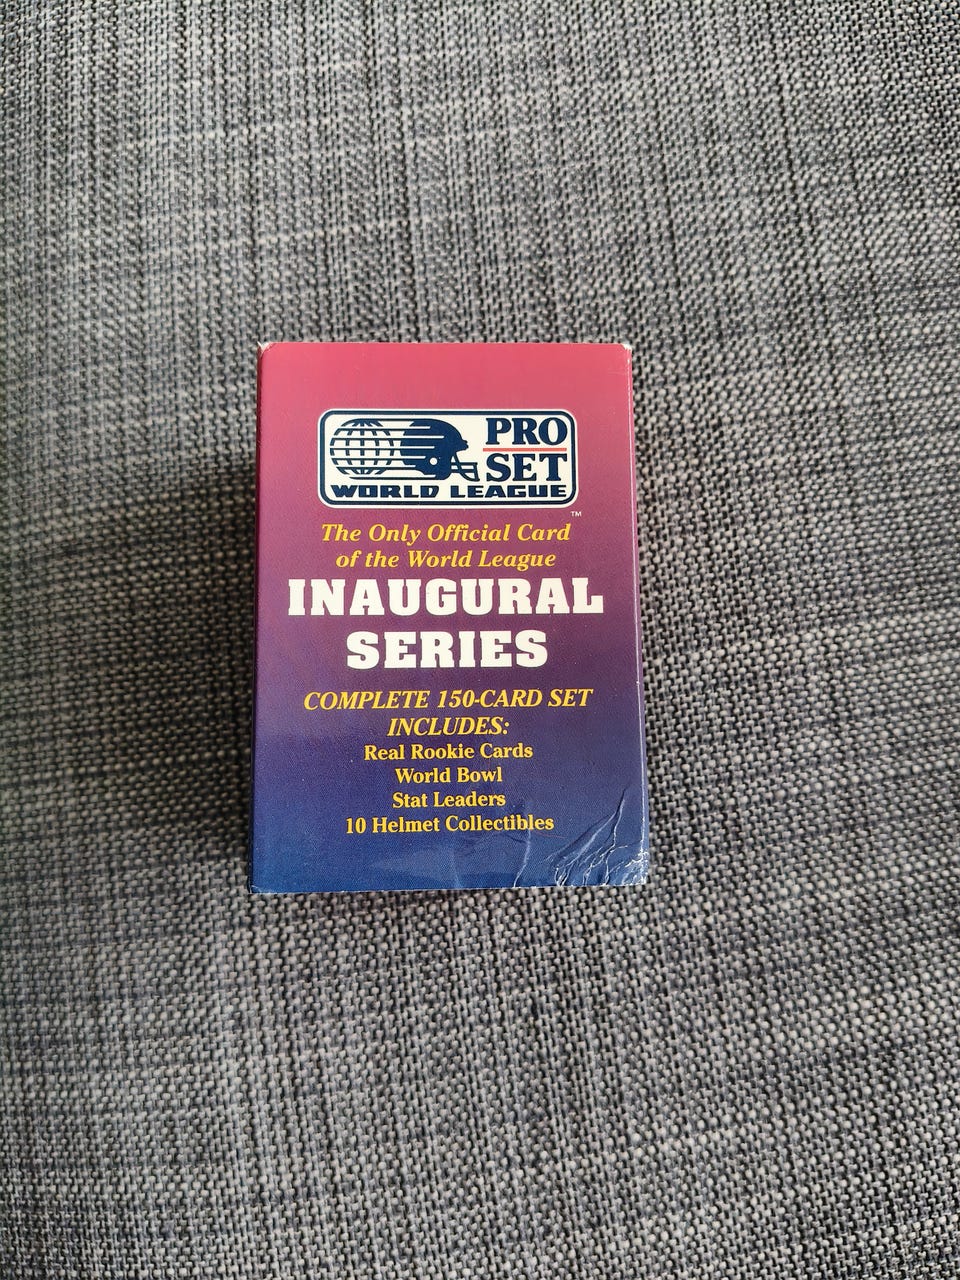 PRO
SET
WORLD LEAGUE
™
The Only Official Card
of the World League
INAUGURAL
SERIES
COMPLETE 150-CARD SET
INCLUDES:
Real Rookie Cards
World Bowl
Stat Leaders
10 Helmet Collectibles